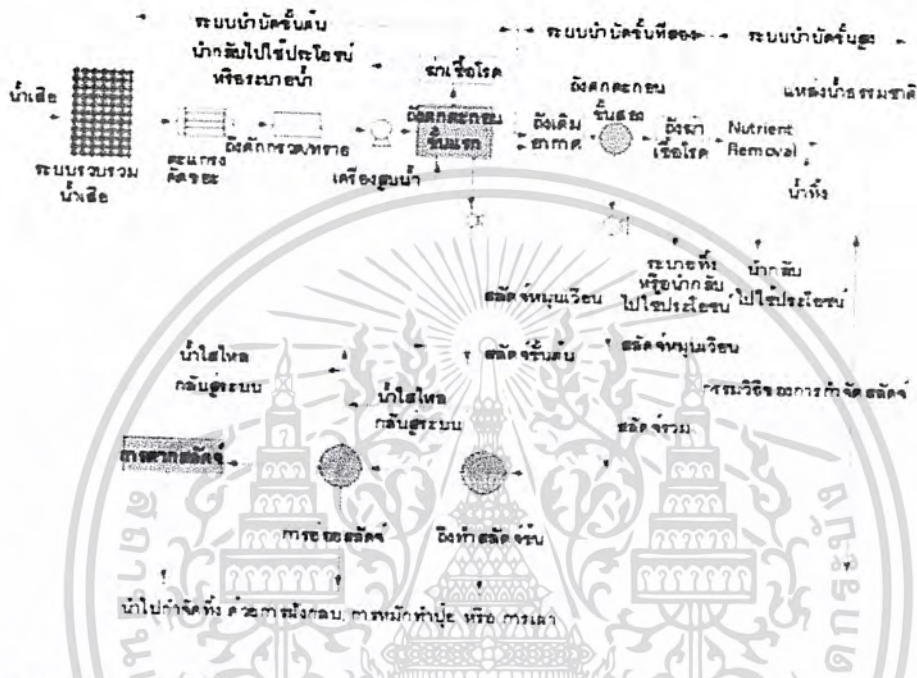 ระบบบำบัดขั้นต้น
ระบบบำบัดขั้นที่สอง
ระบบบำบัดขั้นสูง
นำกลับไปใช้ประโยชน์
หรือระบายน้ำ
ฆ่าเชื้อโรค
น้ำเสีย
ระบบรวบรวม
น้ำเสีย
ตะแกรง
ดักขยะ
ถังดักกรวด/ทราย
เครื่องสูบน้ำ
ถังตกตะกอน
ขั้นแรก
ถังเติม
อากาศ
ถังตกตะกอน
ขั้นสอง
ถังฆ่า
เชื้อโรค
Nutrient
Removal
แหล่งน้ำธรรมชาติ
น้ำทิ้ง
ระบายทิ้ง
หรือนำกลับ
ไปใช้ประโยชน์
นำกลับ
ไปใช้ประโยชน์
สลัดจ์หมุนเวียน
น้ำใสไหล
กลับสู่ระบบ
สลัดจ์ขั้นต้น
สลัดจ์หมุนเวียน
กรรมวิธีของการกำจัดสลัดจ์
น้ำใสไหล
กลับสู่ระบบ
สลัดจ์รวม
การตากสลัดจ์
การย่อยสลัดจ์
ถังทำสลัดจ์ข้น
นำไปกำจัดทิ้ง ด้วยการฝังกลบ, การหมักทำปุ๋ย หรือ การเผา